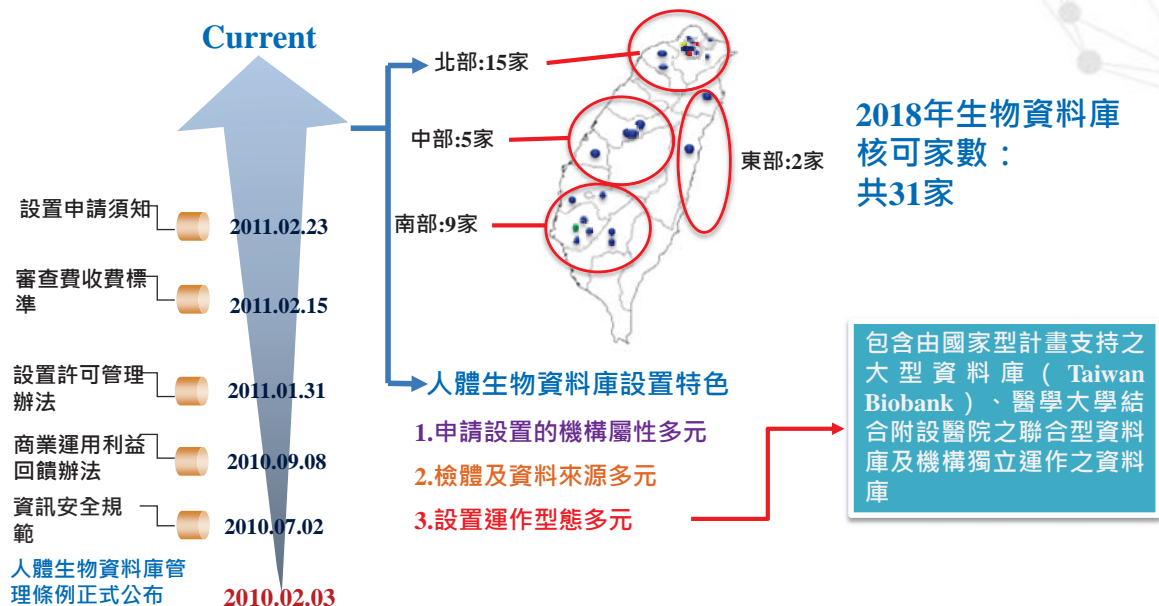 Current
設置申請須知
2011.02.23
審查費收費標
準
2011.02.15
設置許可管理
辦法
2011.01.31
商業運用利益
回饋辦法
2010.09.08
資訊安全規
範
2010.07.02
人體生物資料庫管
理條例正式公布
2010.02.03
北部:15家
中部:5家
東部:2家
南部:9家
2018年生物資料庫
核可家數：
共31家
人體生物資料庫設置特色
1.申請設置的機構屬性多元
2.檢體及資料來源多元
3.設置運作型態多元
包含由國家型計畫支持之
大型資料庫（Taiwan
Biobank）、醫學大學結
合附設醫院之聯合型資料
庫及機構獨立運作之資料
庫